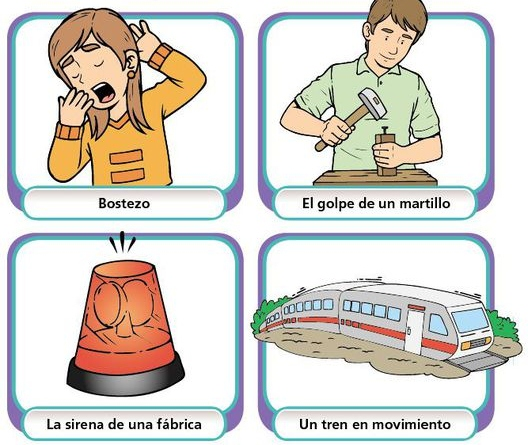 Bostezo
El golpe de un martillo
La sirena de una fábrica
Un tren en movimiento